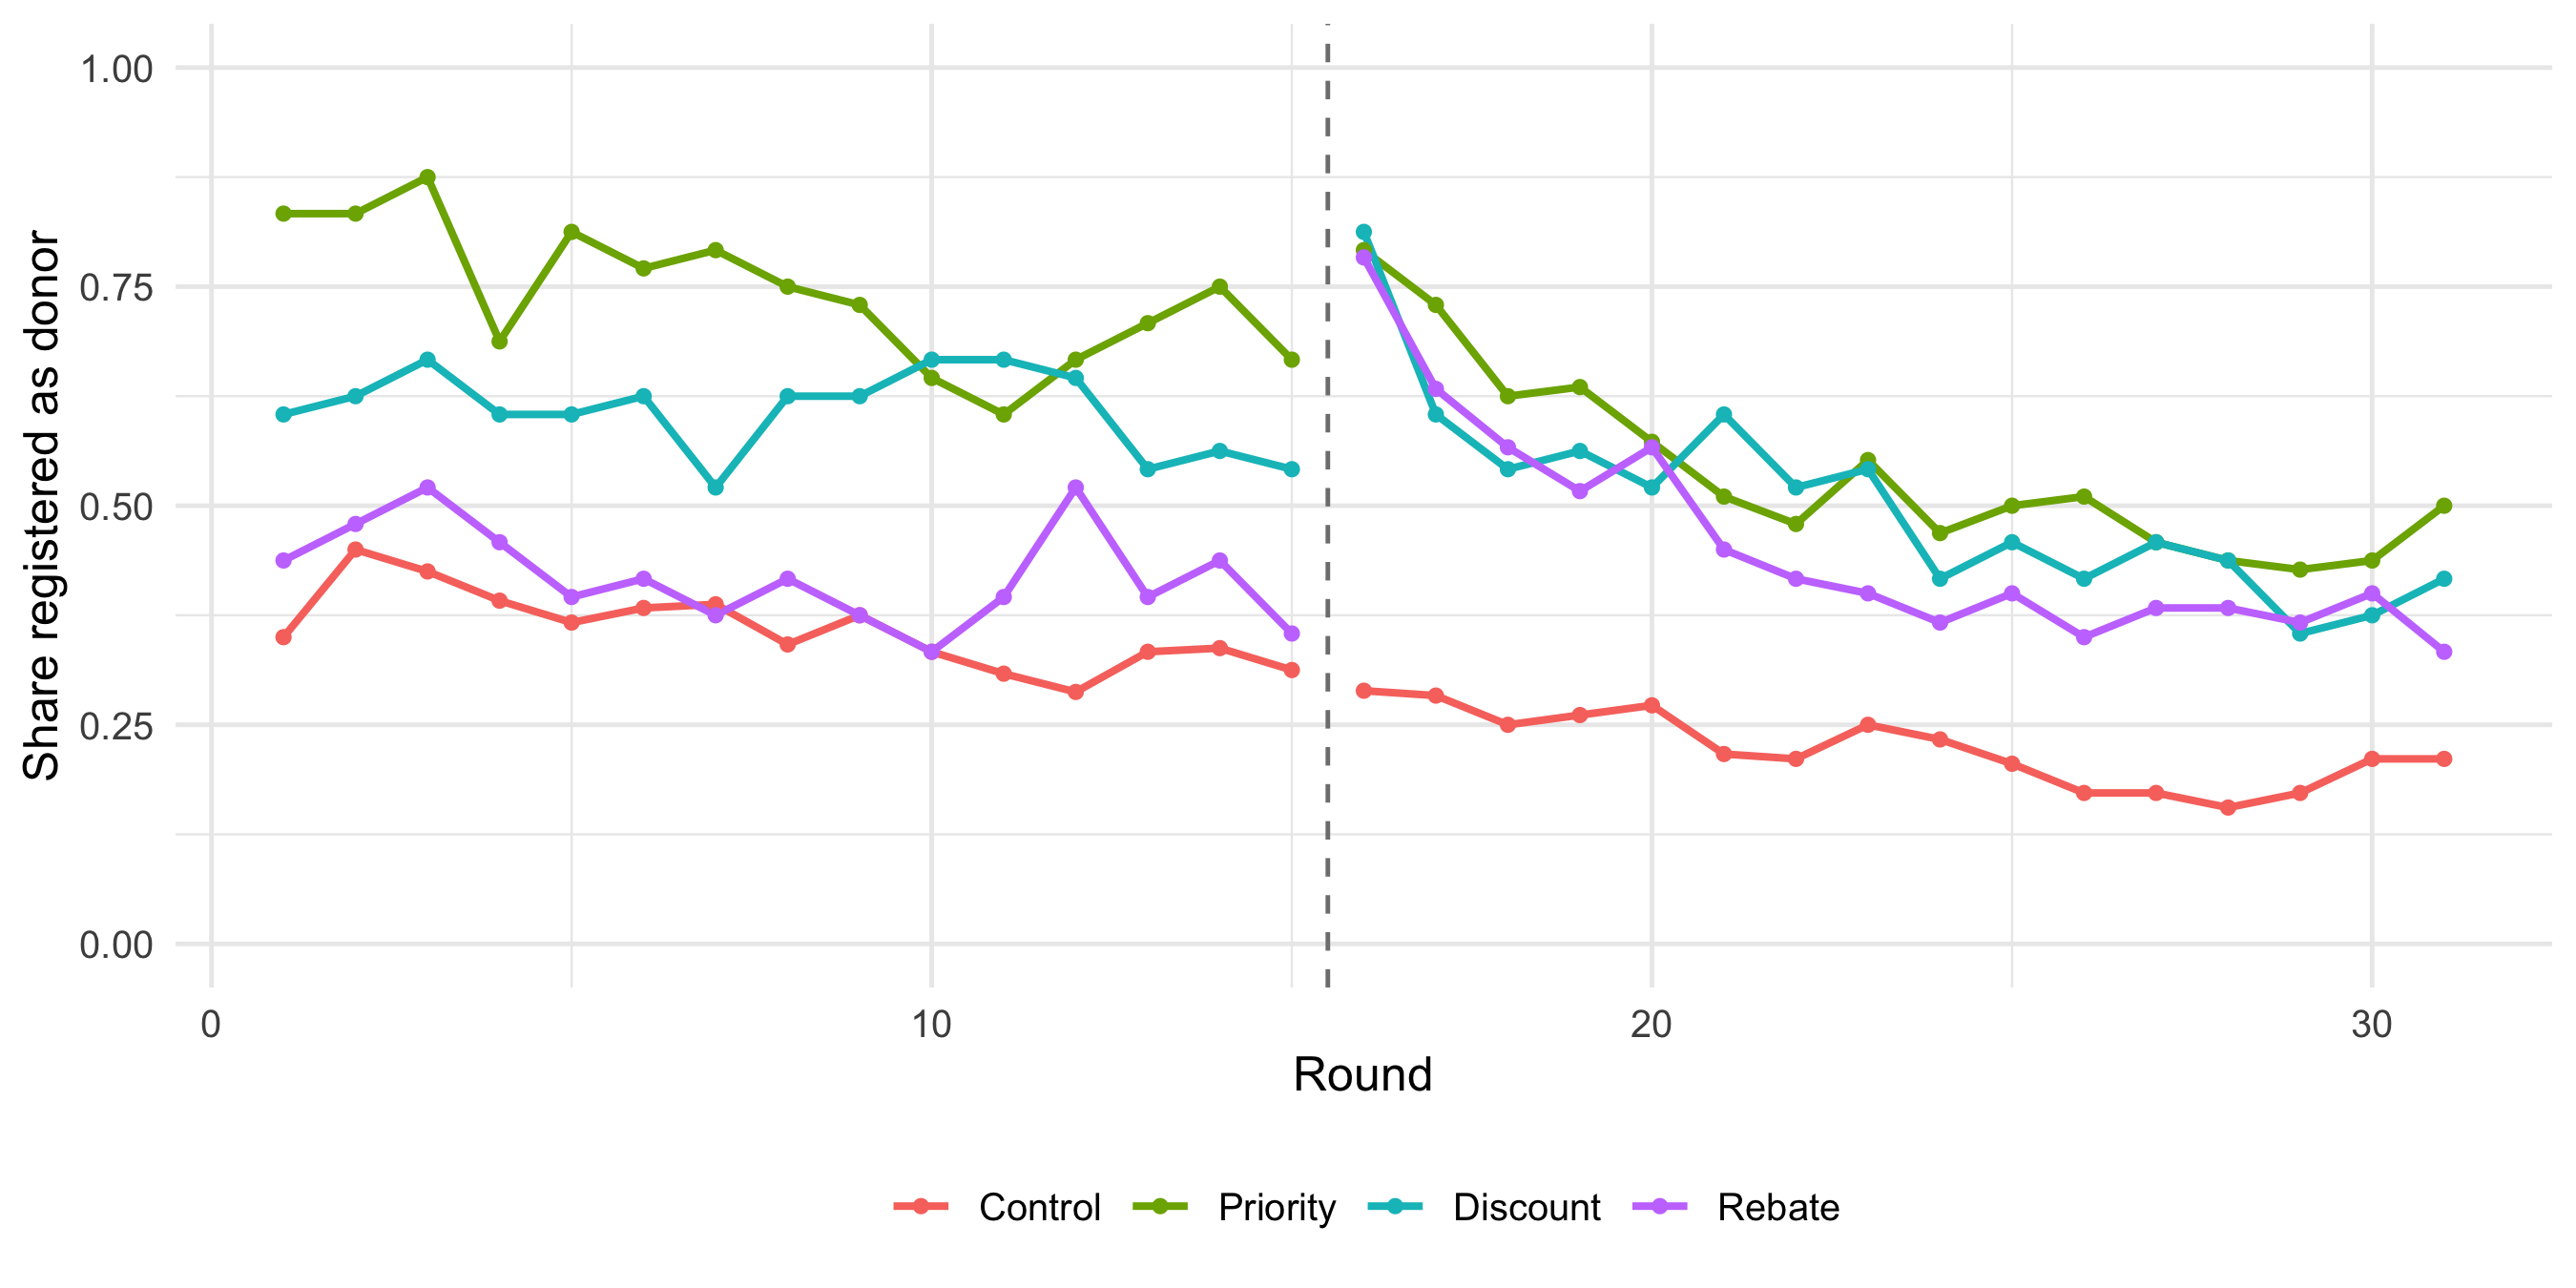 Share registered as donor
1.00
0.75
0.50
0.25
0.00
0 10 20 30
Round
Control Priority Discount Rebate